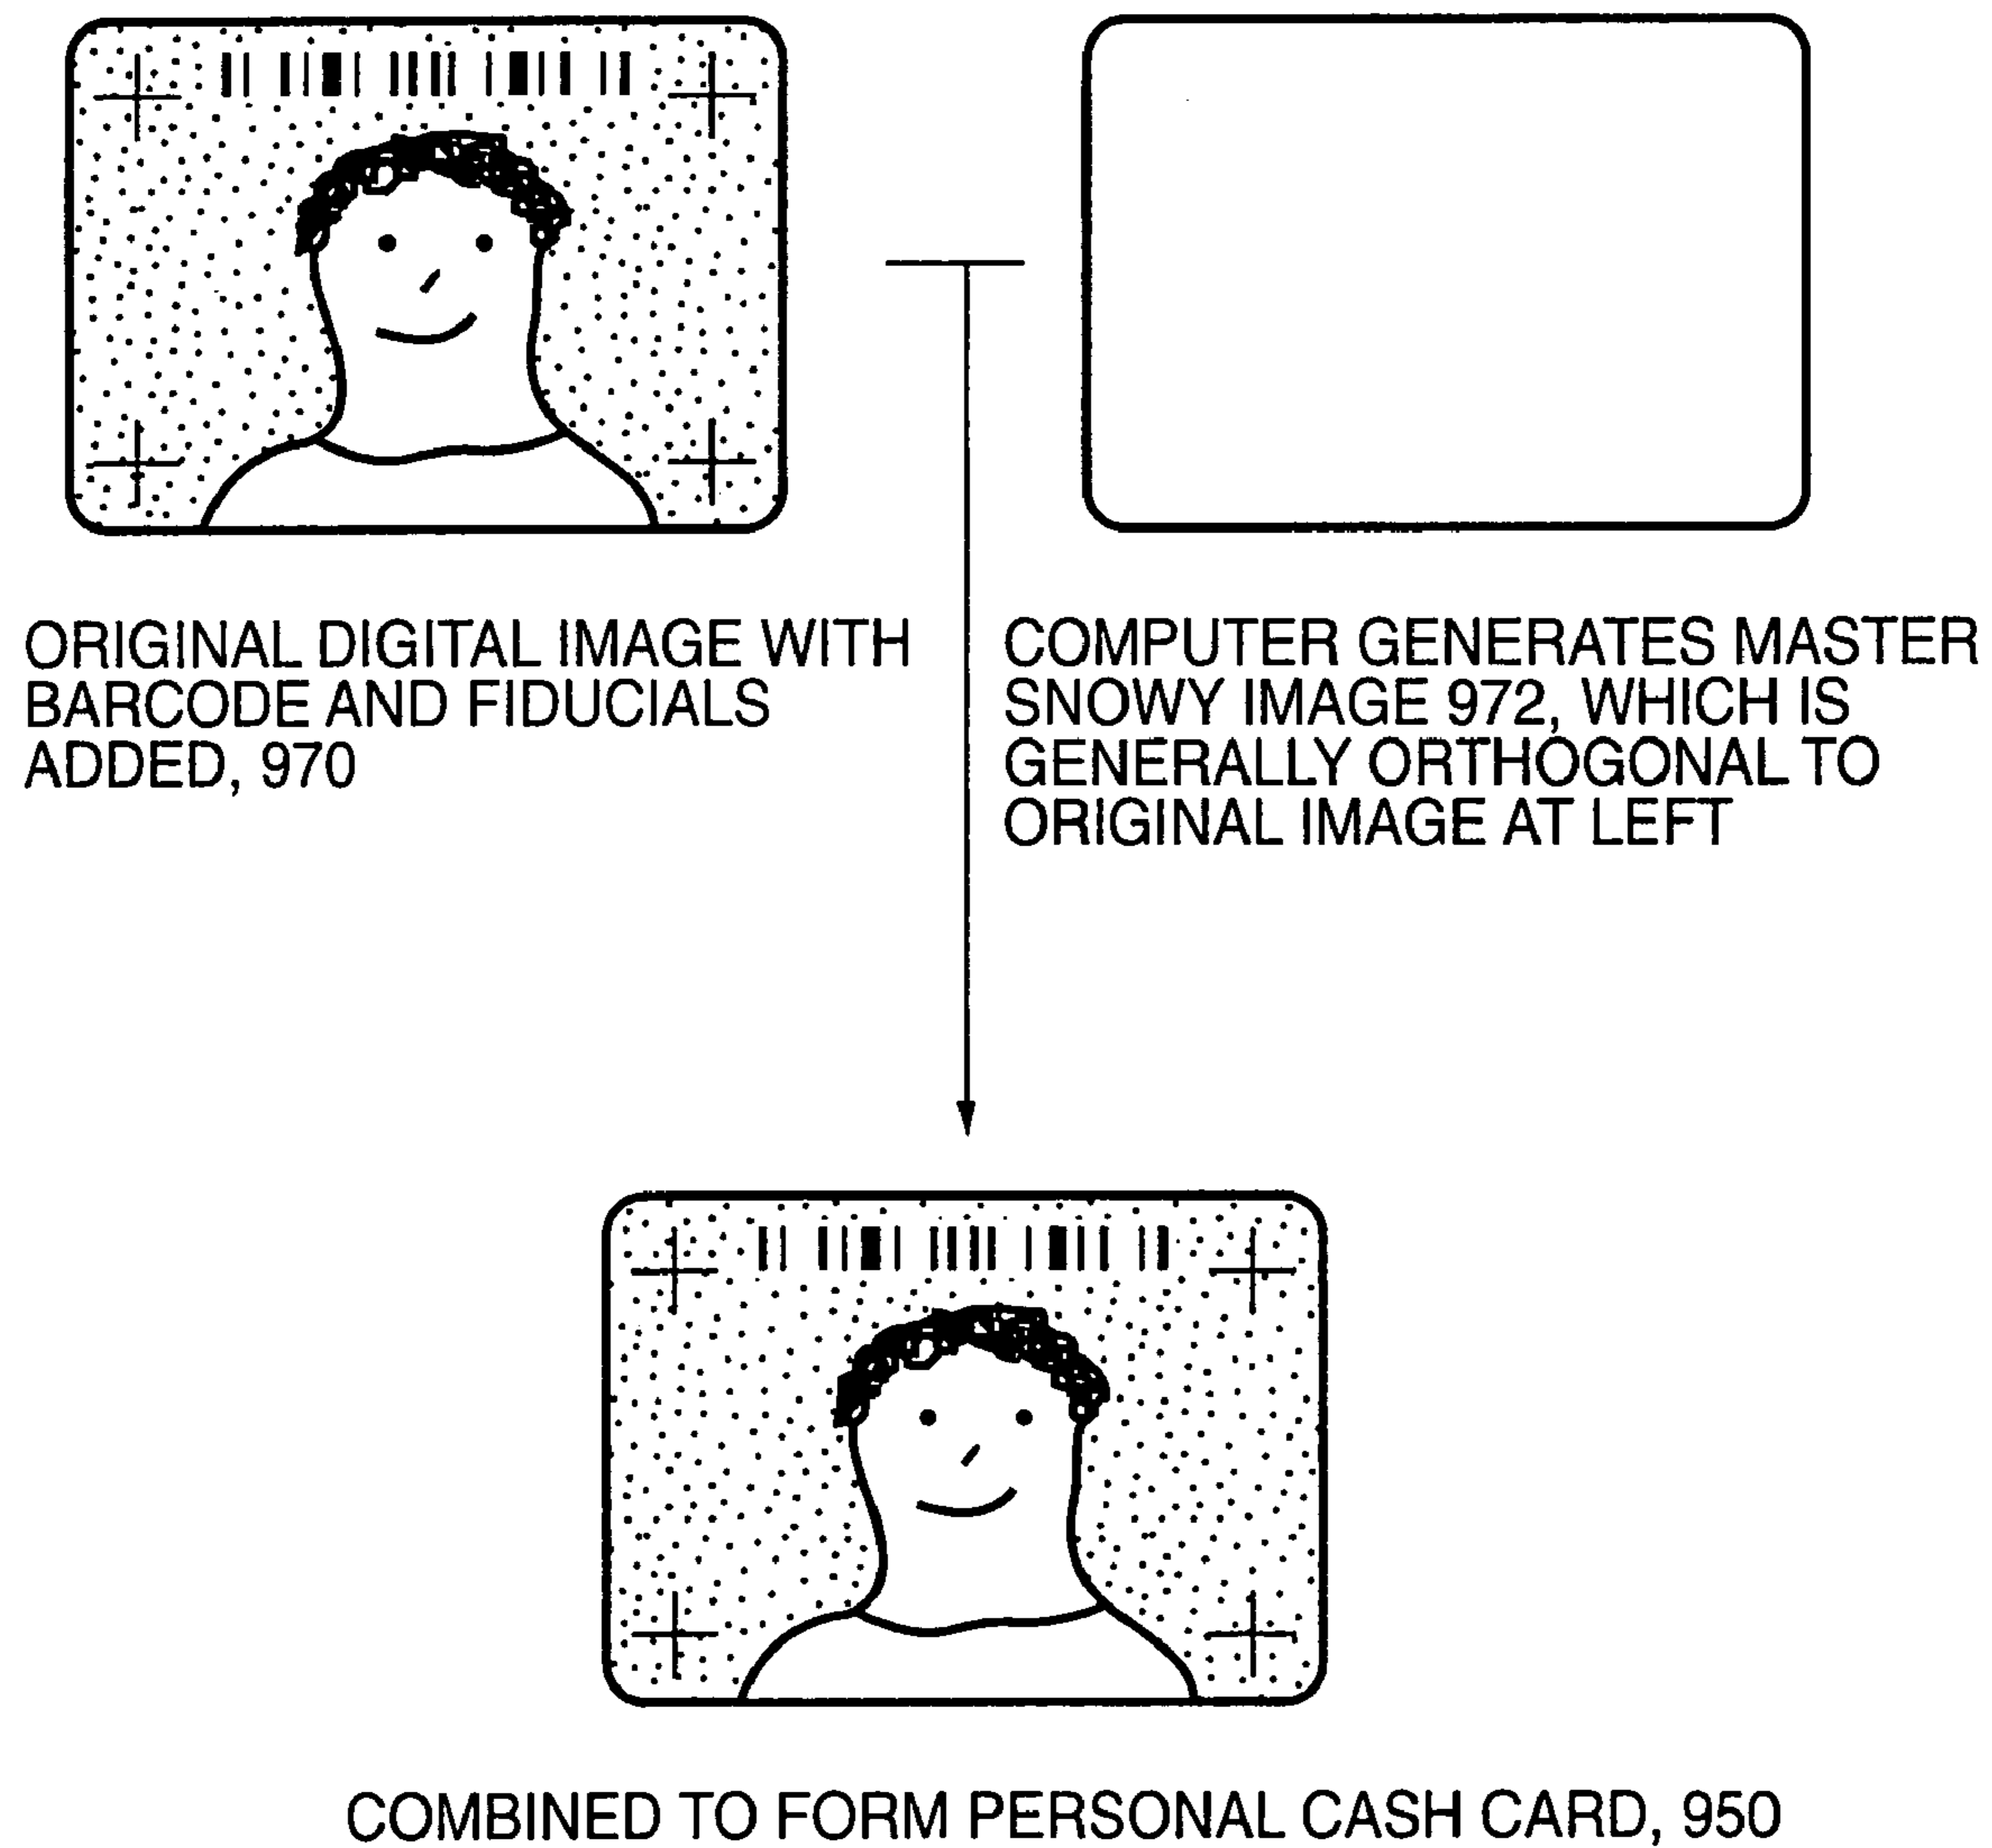 ORIGINAL DIGITAL IMAGE WITH
BARCODE AND FIDUCIALS
ADDED, 970
COMPUTER GENERATES MASTER
SNOWY IMAGE 972, WHICH IS
GENERALLY ORTHOGONAL TO
ORIGINAL IMAGE AT LEFT
COMBINED TO FORM PERSONAL CASH CARD, 950